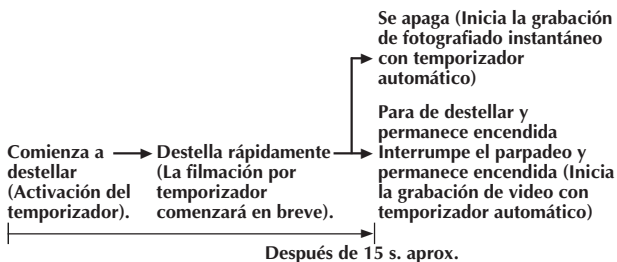 Se apaga (Inicia la grabación
de fotografiado instantáneo
con temporizador
automático)
Para de destellar y
permanece encendida
Comienza a
destellar
(Activación del
temporizador).
Destella rápidamente
(La filmación por
temporizador
comenzará en breve).
Interrumpe el parpadeo y
permanece encendida (Inicia
la grabación de video con
temporizador automático)
Después de 15 s. aprox.